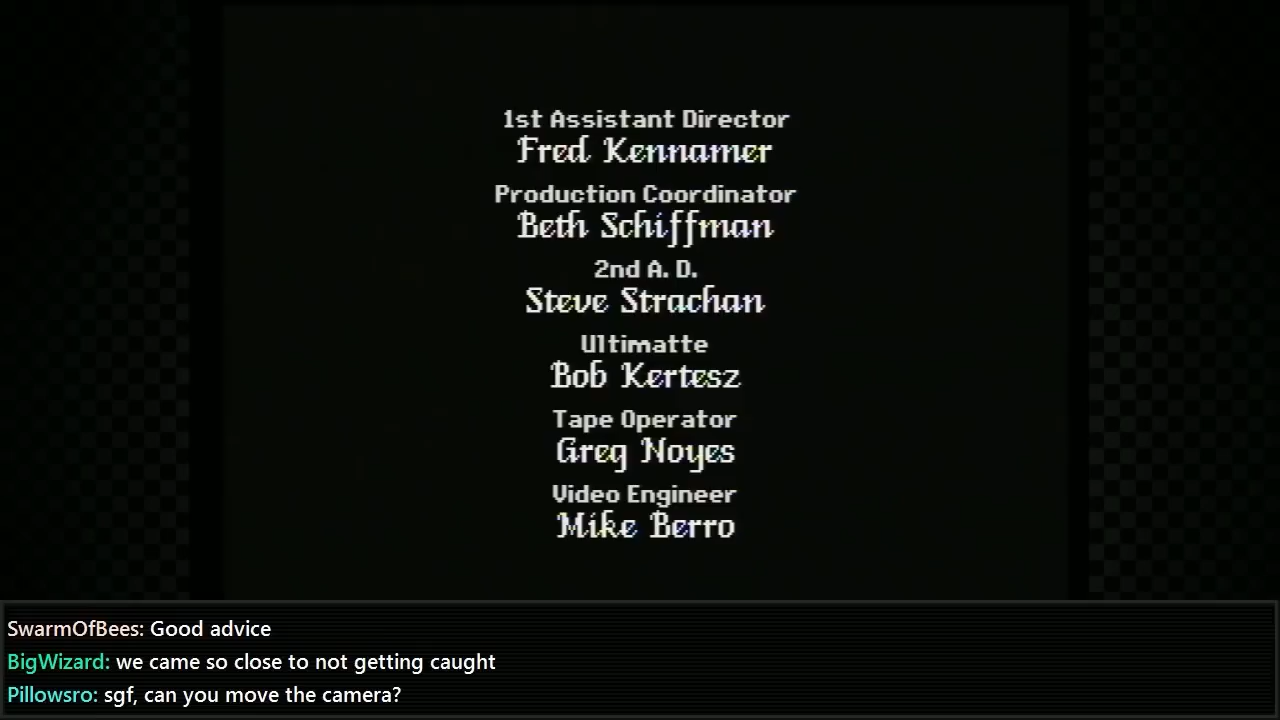 1st Assistant Director
Fred Kennamer
Production Coordinator
Beth Schiffman
2nd A. D.
Steve Strachan
Ultimatte
Bob Kertesz
Tape Operator
Greg Noyes
Video Engineer
Mike Berro
SwarmOfBees: Good advice
BigWizard: we came so close to not getting caught
Pillowsro: sgf, can you move the camera?